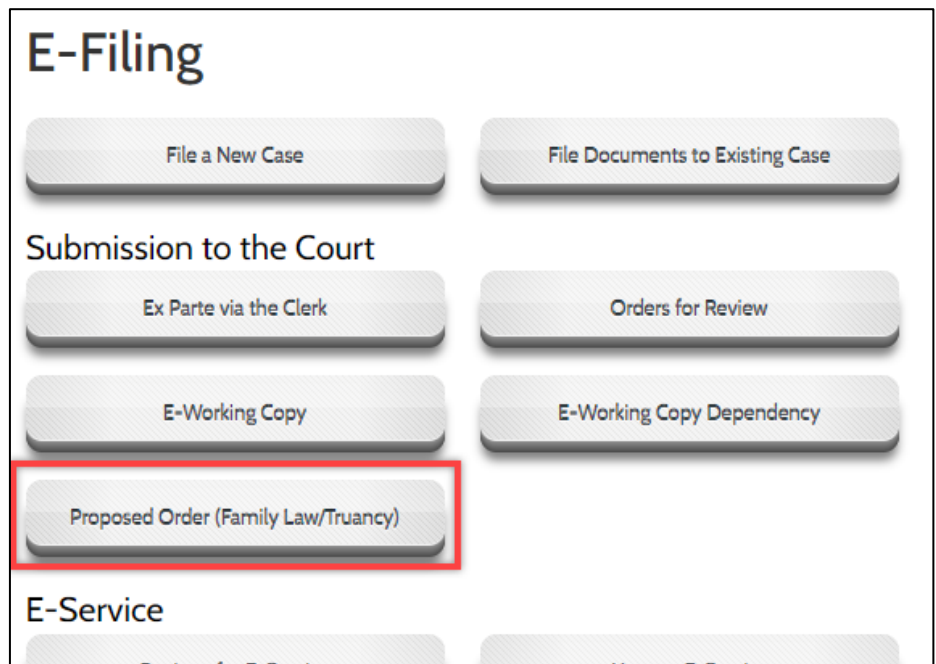 E-Filing
File a New Case
File Documents to Existing Case
Submission to the Court
Ex Parte via the Clerk
Orders for Review
E-Working Copy
E-Working Copy Dependency
Proposed Order (Family Law/Truancy)
E-Service